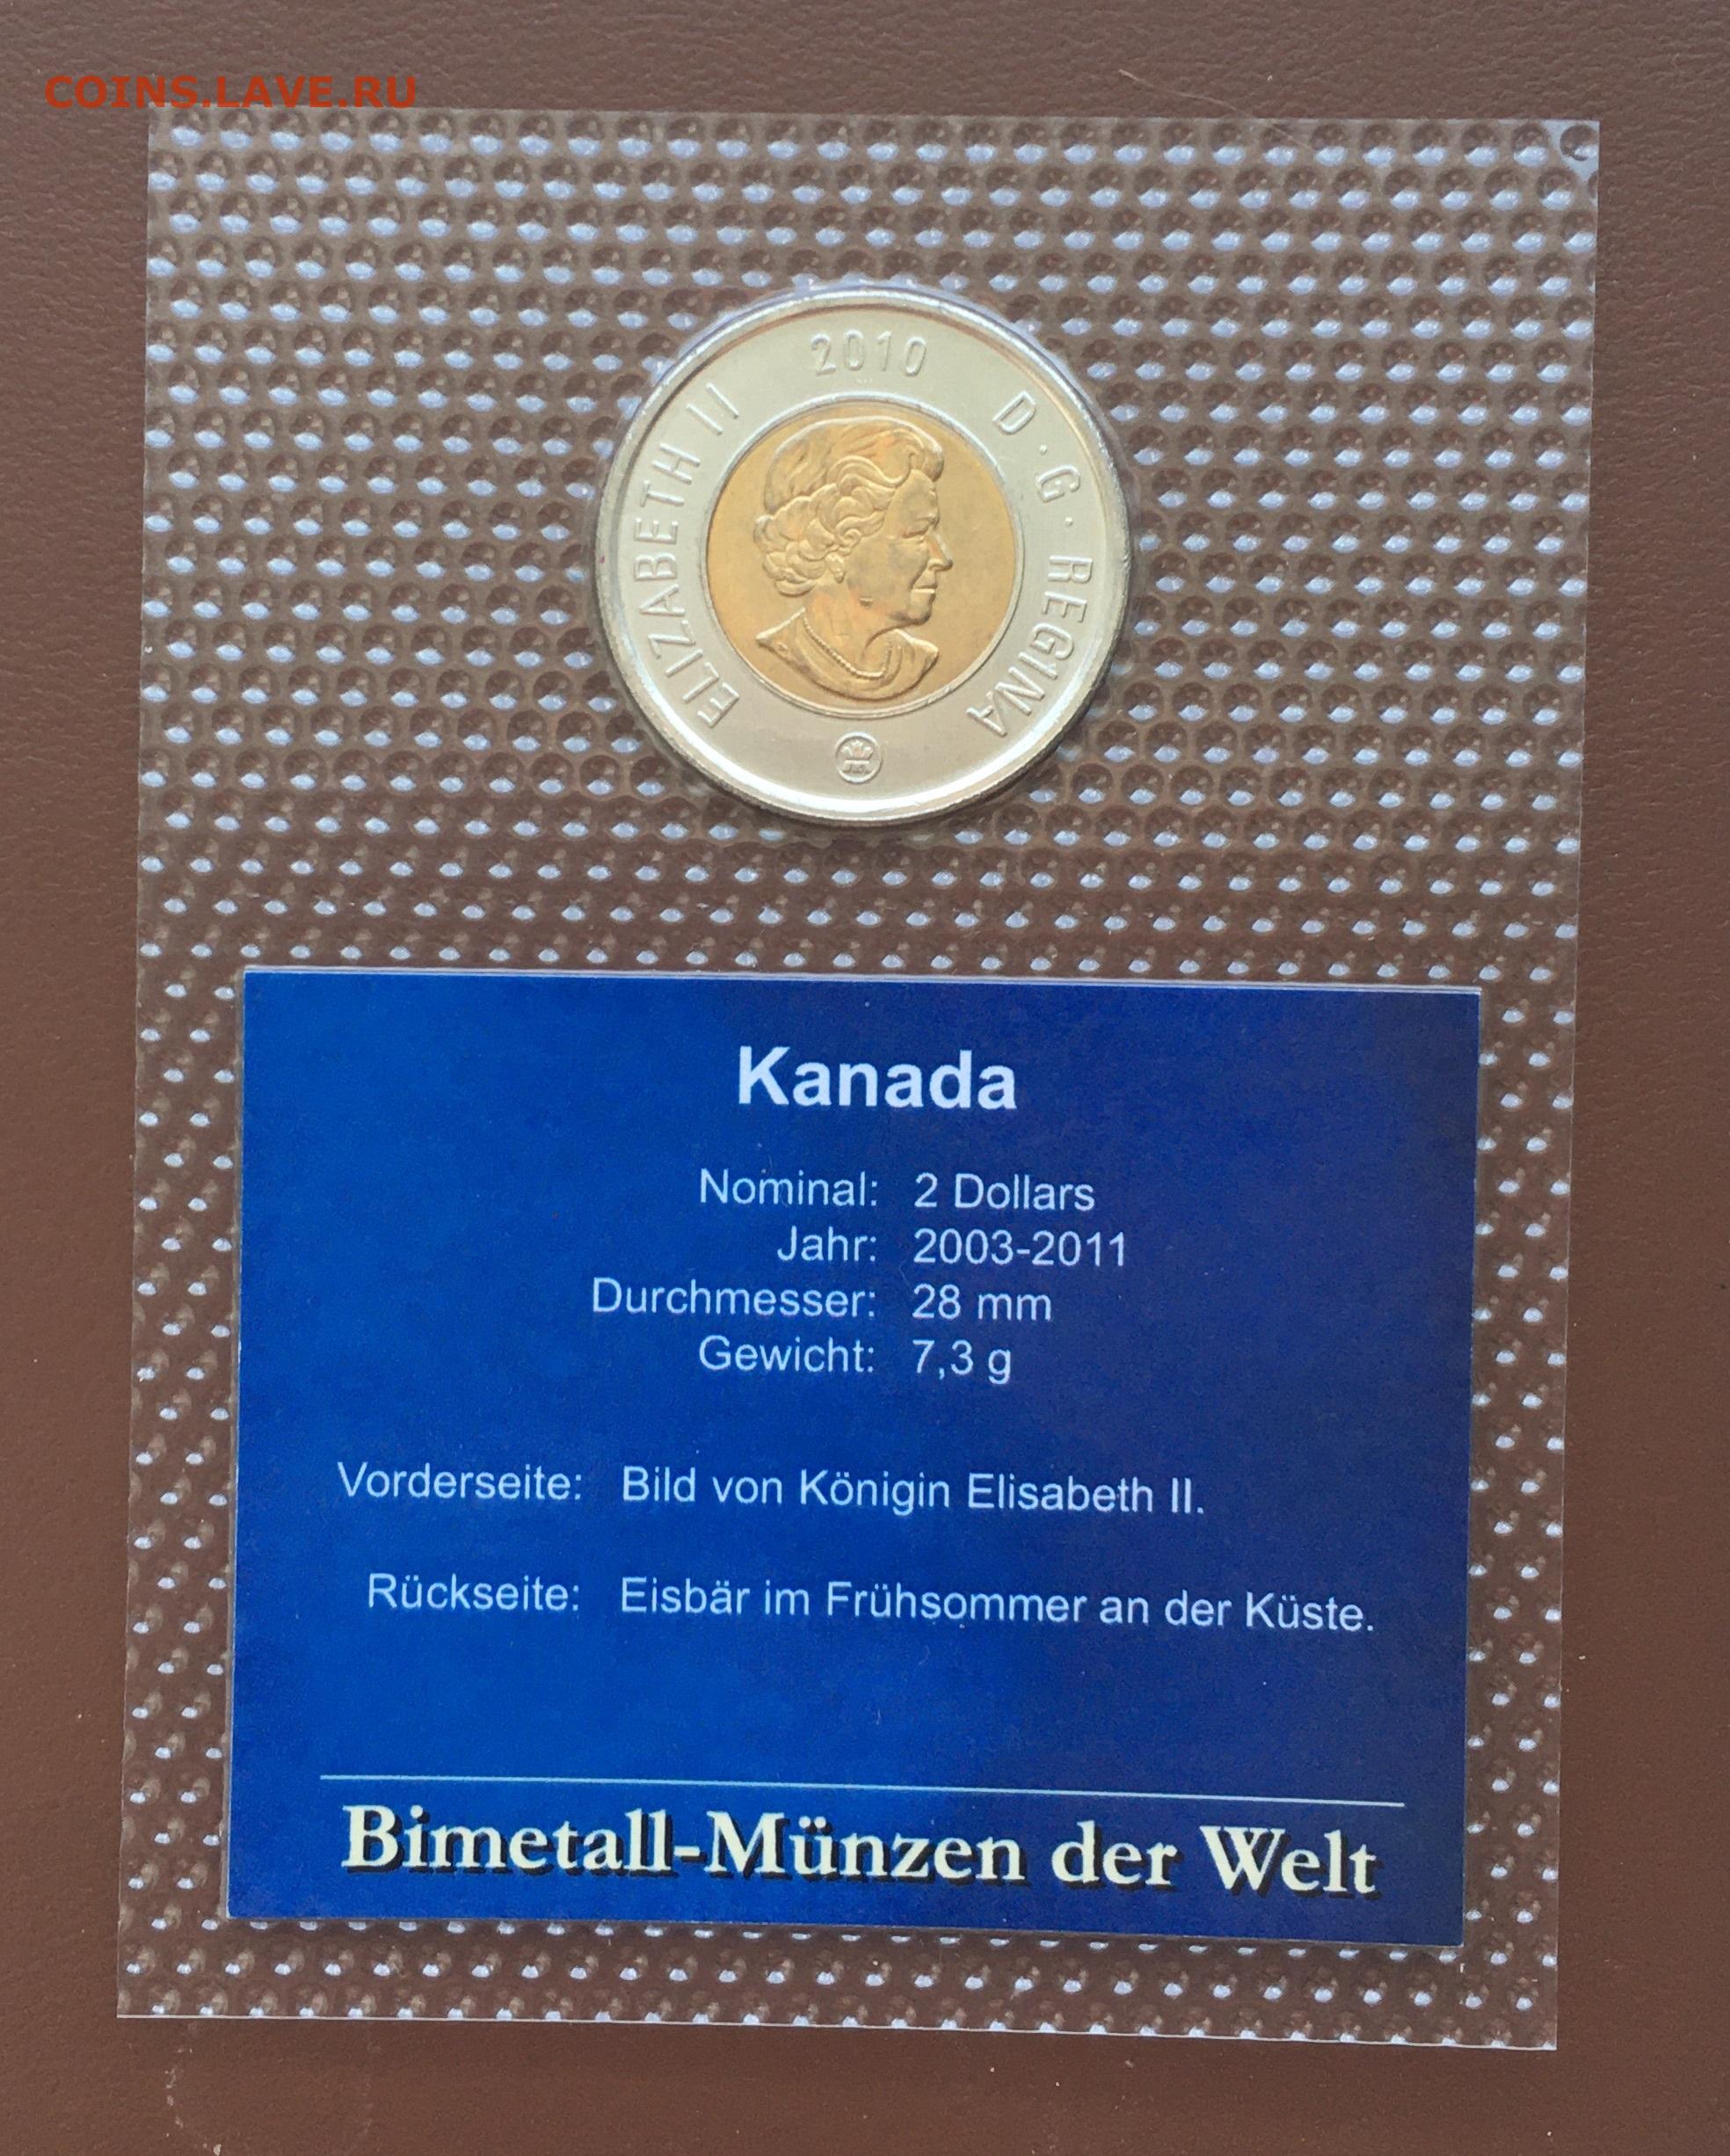 COINS.LAVE.RU
ELIZABETH II 2010 D·G·REGINA
Kanada
Nominal: 2 Dollars
Jahr: 2003-2011
Durchmesser: 28 mm
Gewicht: 7,3 g
Vorderseite: Bild von Königin Elisabeth II.
Rückseite: Eisbär im Frühsommer an der Küste.
Bimetall-Münzen der Welt